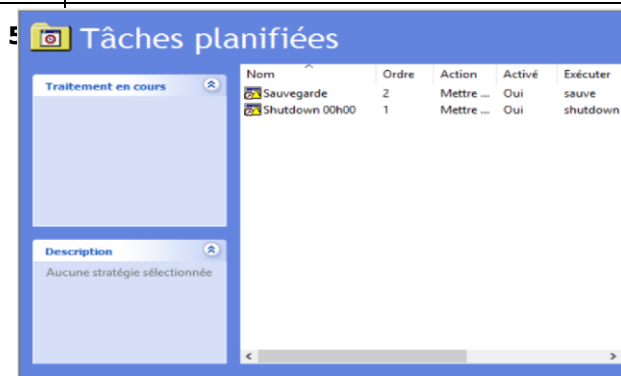 5
Tâches planifiées
Traitement en cours
Nom Ordre Action Activé Exécuter
Sauvegarde 2 Mettre ... Oui sauve
Shutdown 00h00 1 Mettre ... Oui shutdown
Description
Aucune stratégie sélectionnée